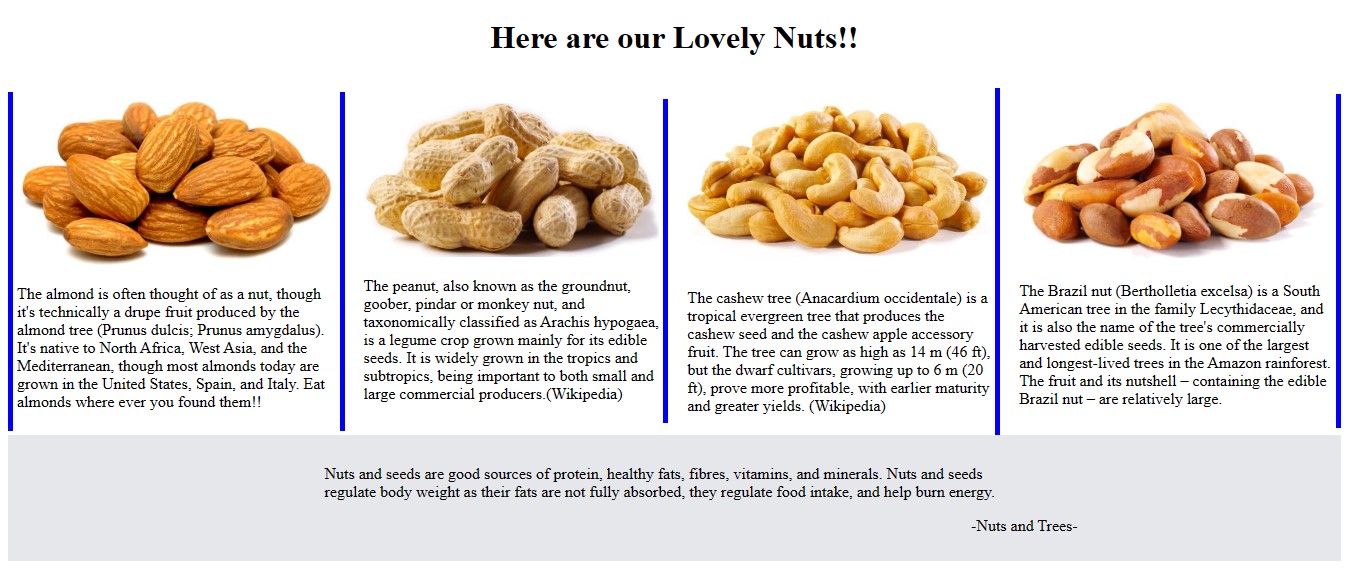 Here are our Lovely Nuts!!
The almond is often thought of as a nut, though
it's technically a drupe fruit produced by the
almond tree (Prunus dulcis; Prunus amygdalus).
It's native to North Africa, West Asia, and the
Mediterranean, though most almonds today are
grown in the United States, Spain, and Italy. Eat
almonds where ever you found them!!
The peanut, also known as the groundnut,
goober, pindar or monkey nut, and
taxonomically classified as Arachis hypogaea,
is a legume crop grown mainly for its edible
seeds. It is widely grown in the tropics and
subtropics, being important to both small and
large commercial producers.(Wikipedia)
The cashew tree (Anacardium occidentale) is a
tropical evergreen tree that produces the
cashew seed and the cashew apple accessory
fruit. The tree can grow as high as 14 m (46 ft),
but the dwarf cultivars, growing up to 6 m (20
ft), prove more profitable, with earlier maturity
and greater yields. (Wikipedia)
The Brazil nut (Bertholletia excelsa) is a South
American tree in the family Lecythidaceae, and
it is also the name of the tree's commercially
harvested edible seeds. It is one of the largest
and longest-lived trees in the Amazon rainforest.
The fruit and its nutshell – containing the edible
Brazil nut – are relatively large.
Nuts and seeds are good sources of protein, healthy fats, fibres, vitamins, and minerals. Nuts and seeds
regulate body weight as their fats are not fully absorbed, they regulate food intake, and help burn energy.
-Nuts and Trees-